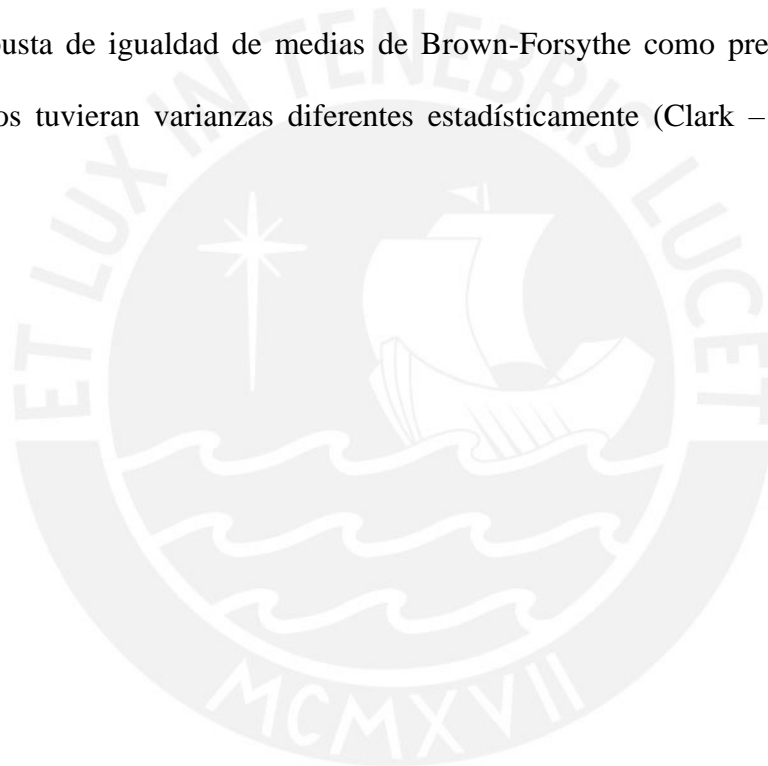 busta de igualdad de medias de Brown-Forsythe como pre
os tuvieran varianzas diferentes estadísticamente (Clark –
ET LUX IN TENEBRIS LUCET
MCMXVII